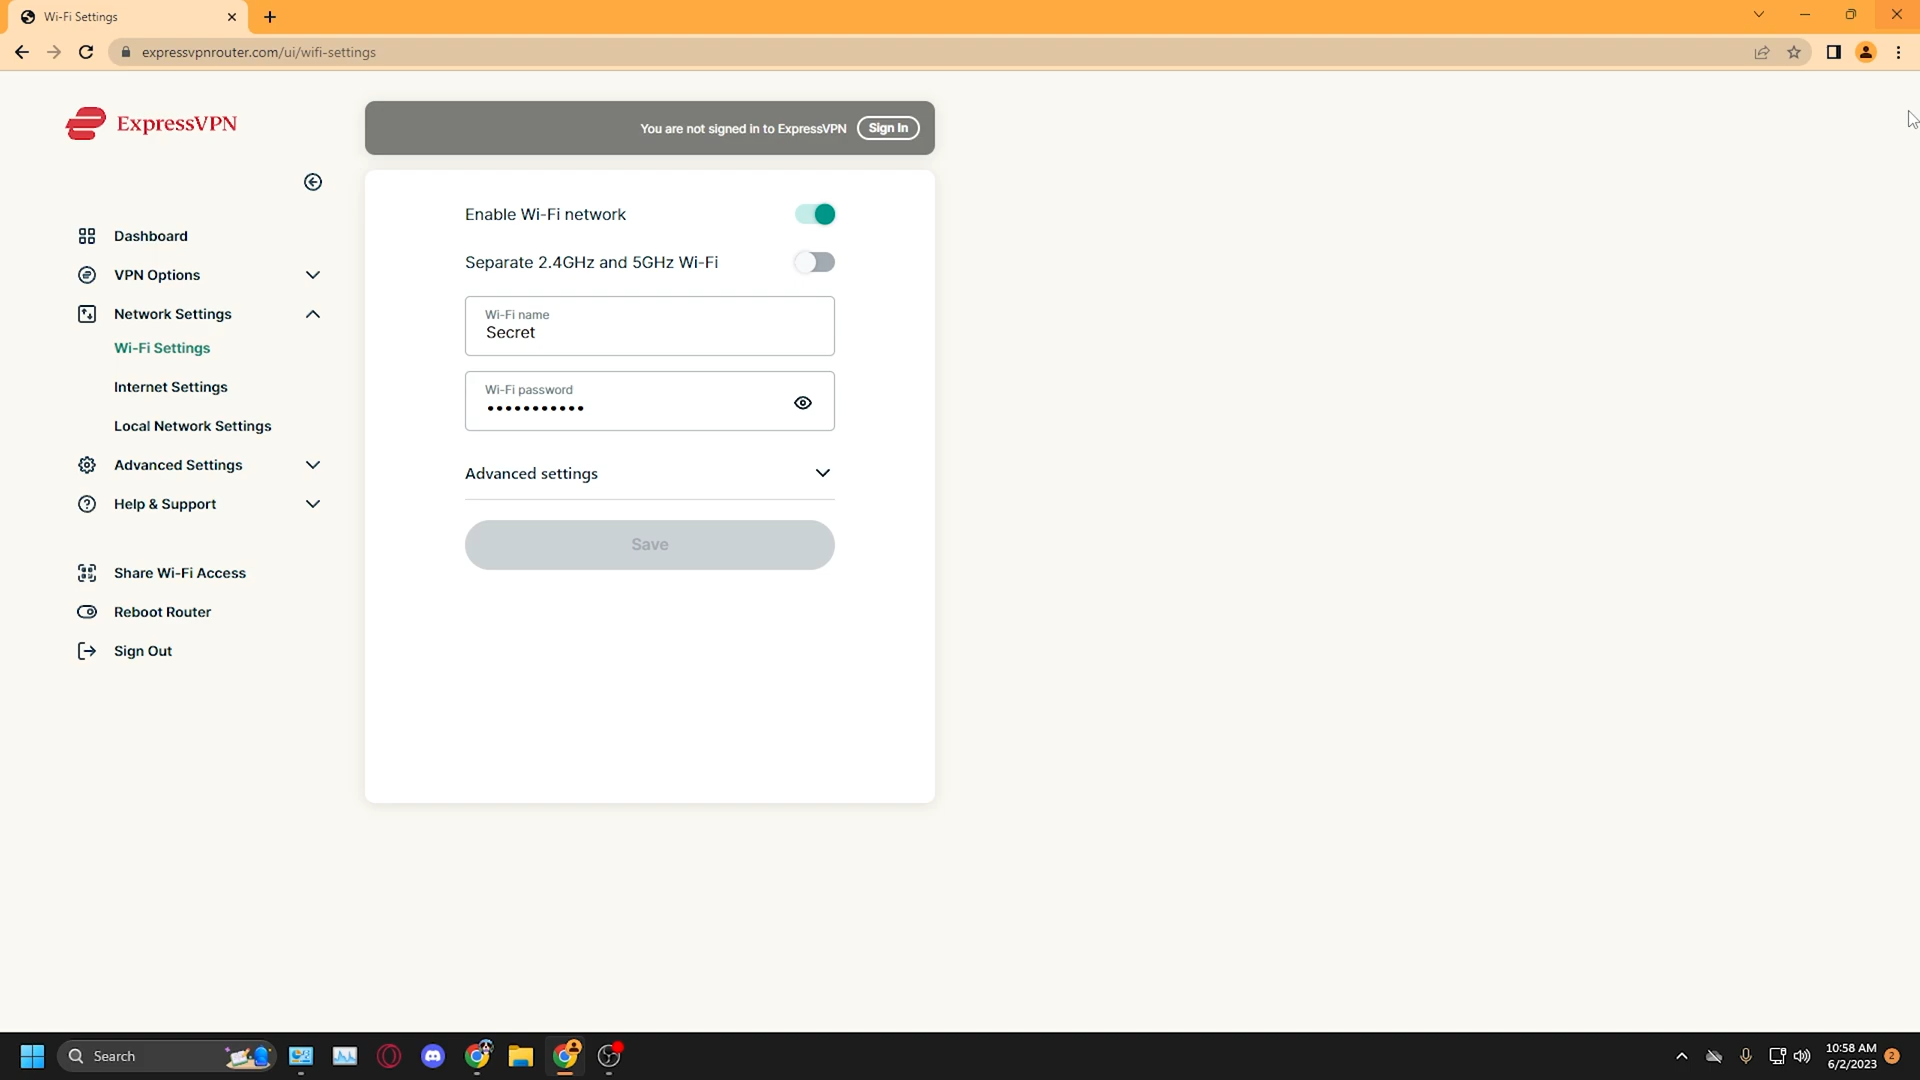 Wi-Fi Settings
expressvpnrouter.com/ui/wifi-settings
ExpressVPN
You are not signed in to ExpressVPN Sign In
Dashboard
VPN Options
Network Settings
Wi-Fi Settings
Internet Settings
Local Network Settings
Advanced Settings
Help & Support
Share Wi-Fi Access
Reboot Router
Sign Out
Enable Wi-Fi network
Separate 2.4GHz and 5GHz Wi-Fi
Wi-Fi name
Secret
Wi-Fi password
•••••••••••
Advanced settings
Save
Search
10:58 AM
6/2/2023
2